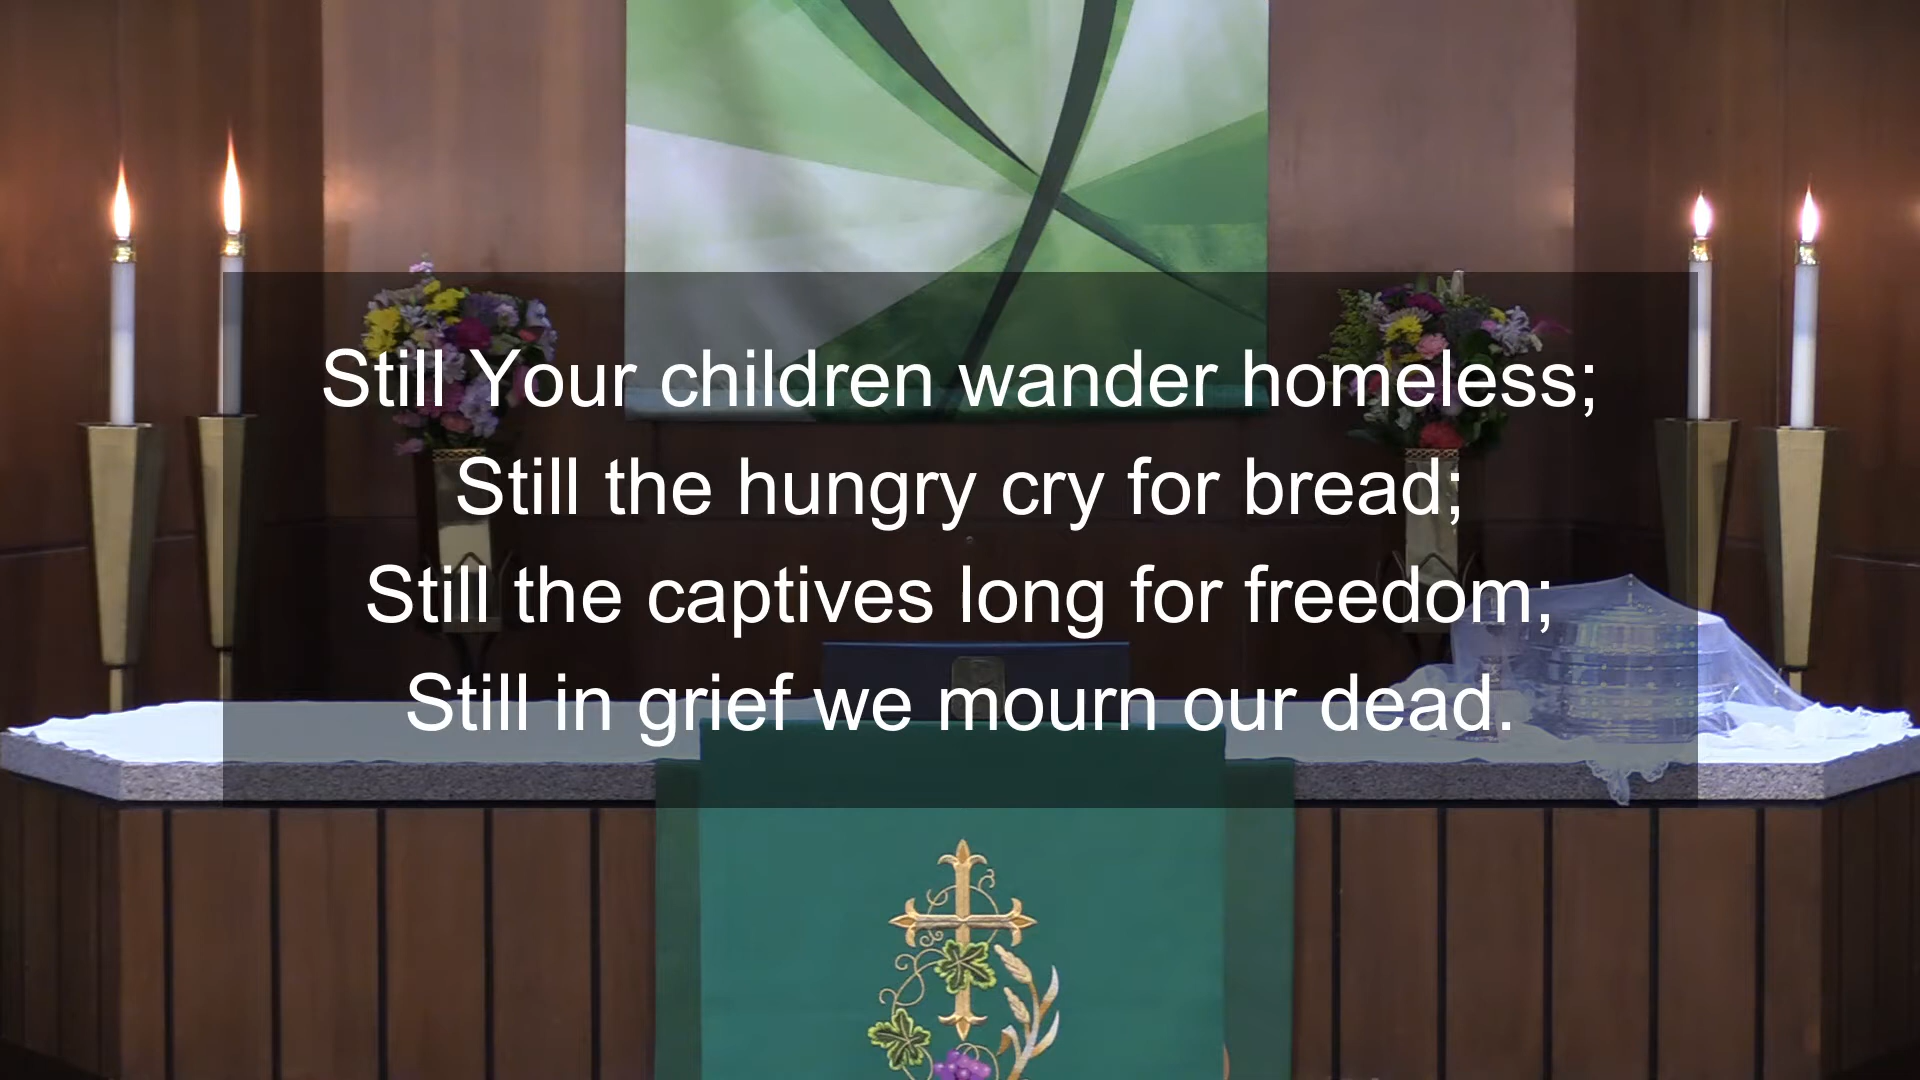 Still Your children wander homeless;
Still the hungry cry for bread;
Still the captives long for freedom;
Still in grief we mourn our dead.